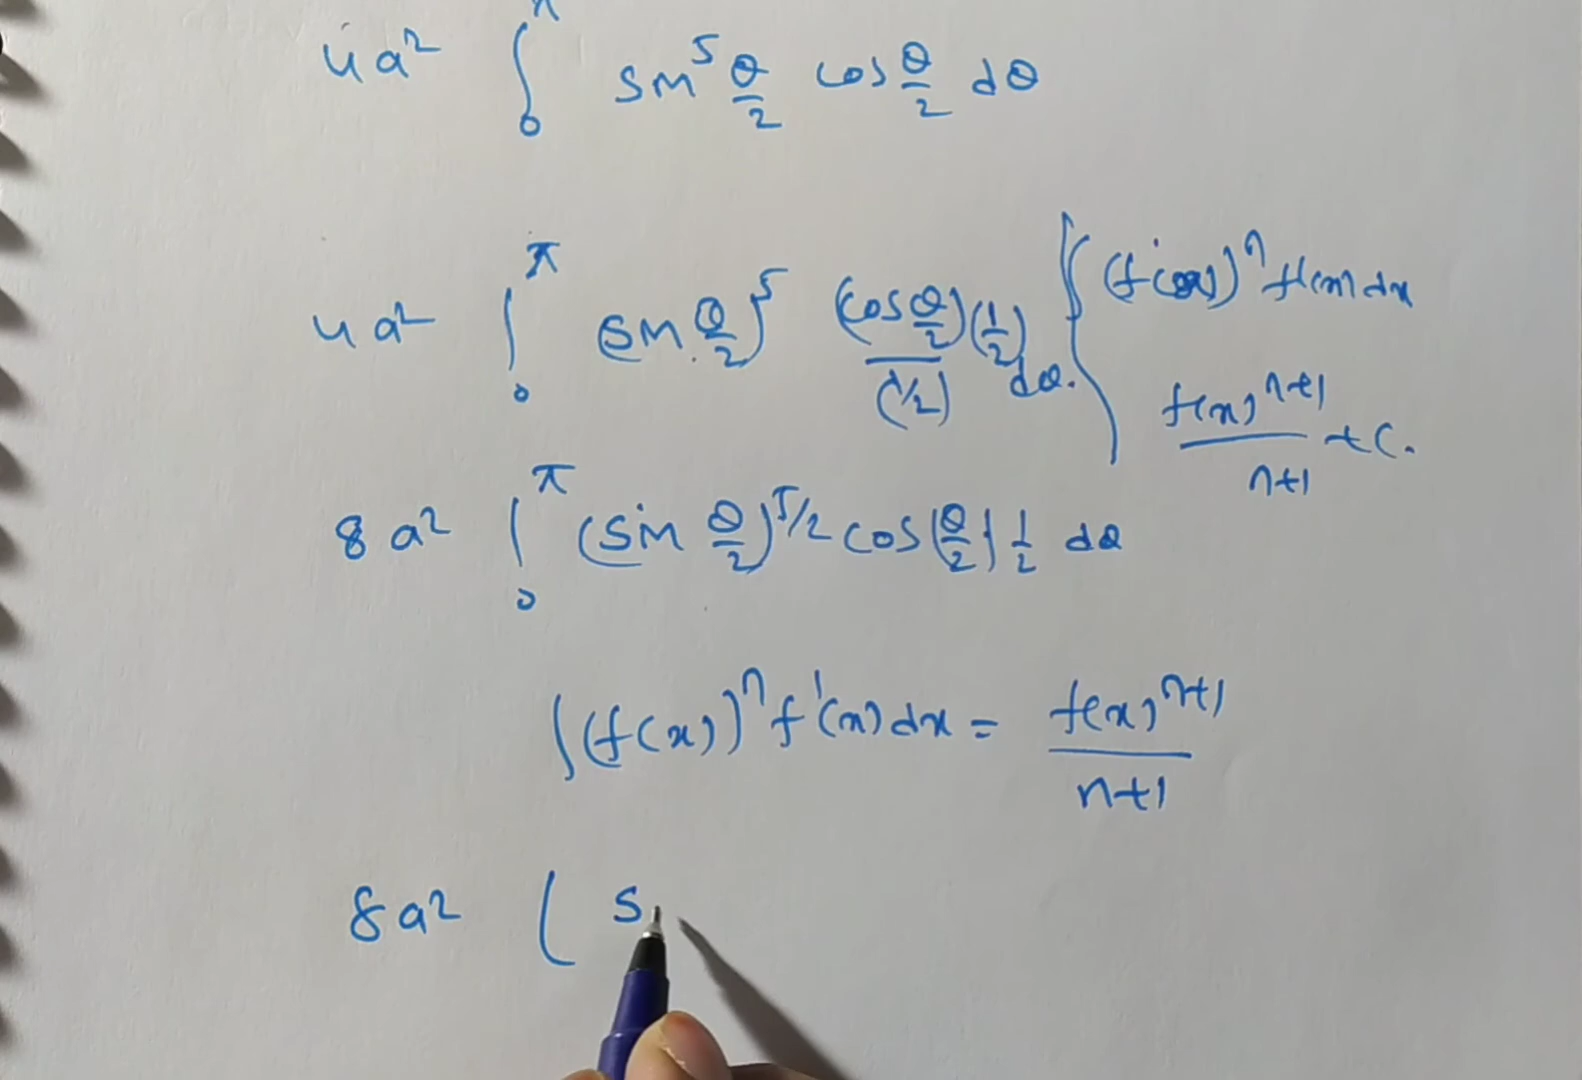 4a² ∫₀^π sin⁵ θ/2 cos θ/2 dθ
4a² ∫₀^π (sin θ/2)⁵ (cos θ/2)(1/2)/(1/2) dθ.
∫(f(x))ⁿ f'(x) dx
f(x)ⁿ⁺¹/n+1 + c.
8a² ∫₀^π (sin θ/2)^5/2 cos(θ/2) 1/2 dθ
∫(f(x))ⁿ f'(x) dx = f(x)ⁿ⁺¹/n+1
8a² ( s